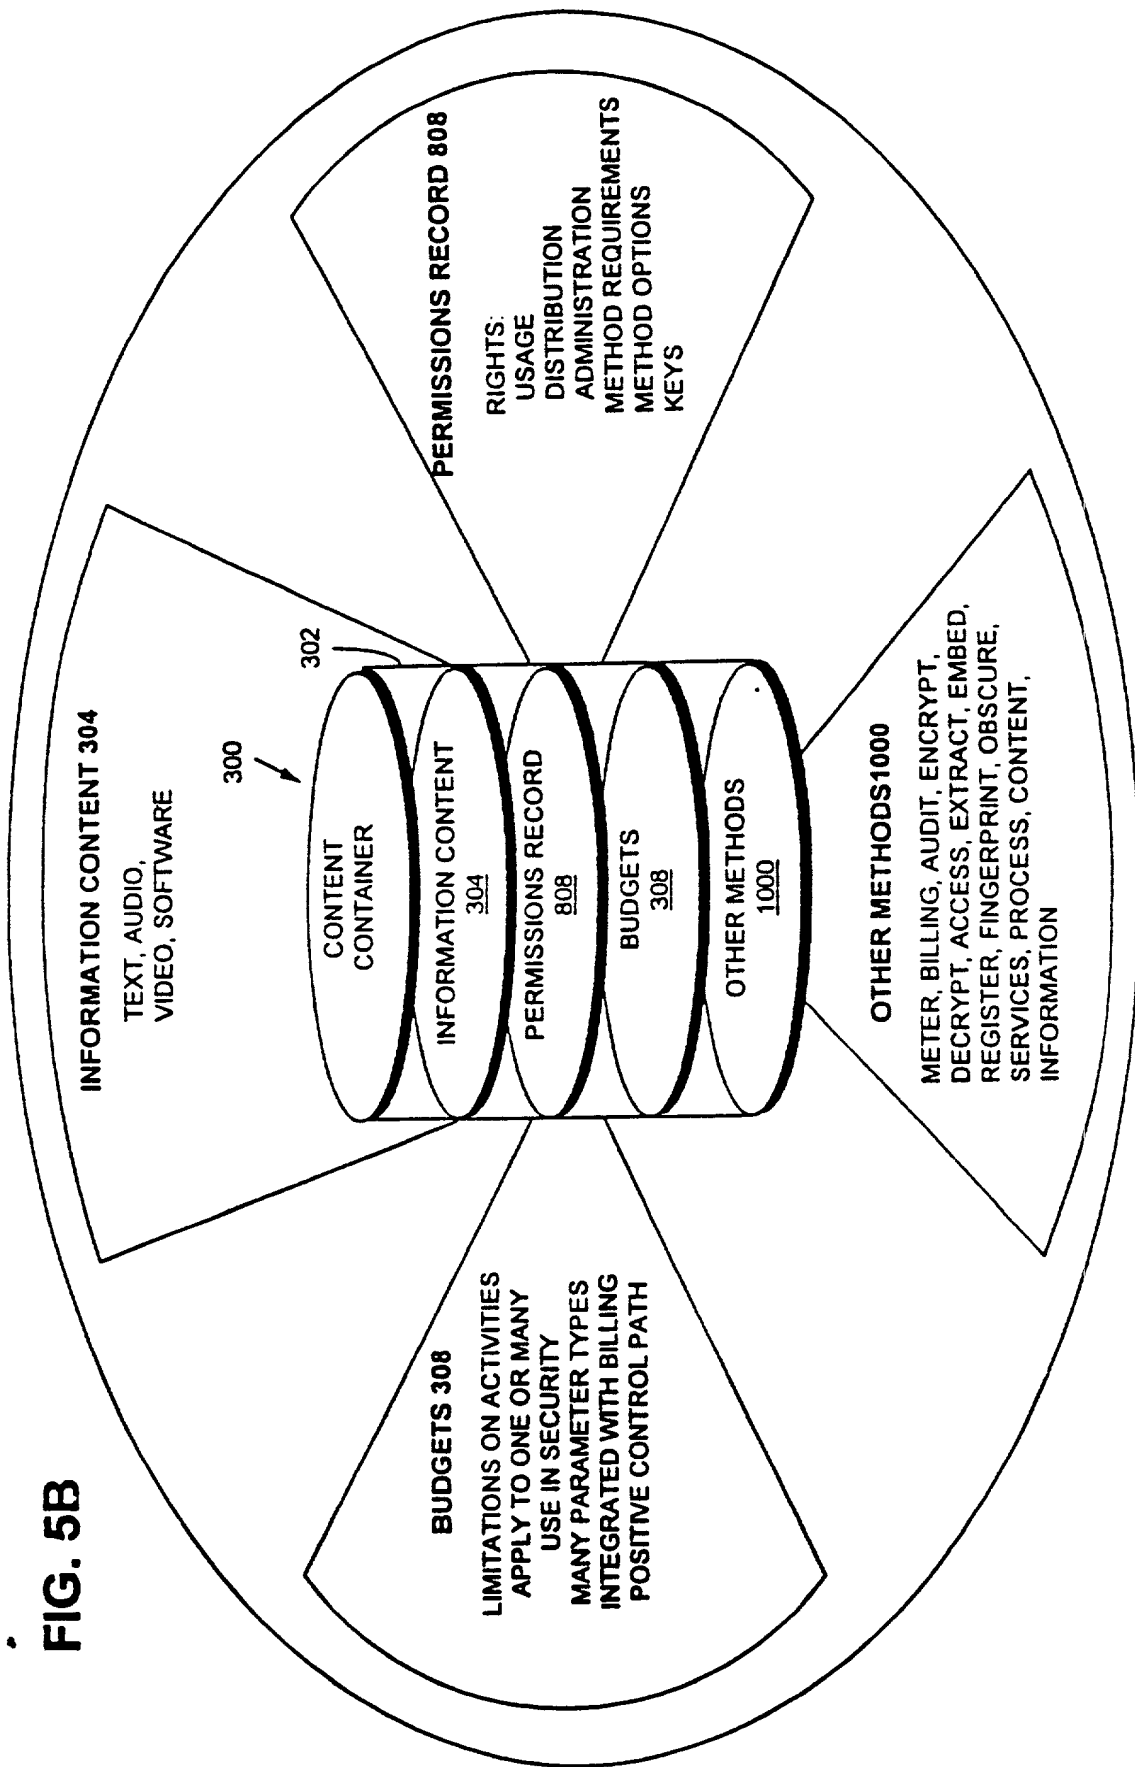 FIG. 5B
INFORMATION CONTENT 304
TEXT, AUDIO,
VIDEO, SOFTWARE
300
302
CONTENT
CONTAINER
INFORMATION CONTENT
304
PERMISSIONS RECORD
808
BUDGETS
308
OTHER METHODS
1000
BUDGETS 308
LIMITATIONS ON ACTIVITIES
APPLY TO ONE OR MANY
USE IN SECURITY
MANY PARAMETER TYPES
INTEGRATED WITH BILLING
POSITIVE CONTROL PATH
PERMISSIONS RECORD 808
RIGHTS:
USAGE
DISTRIBUTION
ADMINISTRATION
METHOD REQUIREMENTS
METHOD OPTIONS
KEYS
OTHER METHODS1000
METER, BILLING, AUDIT, ENCRYPT,
DECRYPT, ACCESS, EXTRACT, EMBED,
REGISTER, FINGERPRINT, OBSCURE,
SERVICES, PROCESS, CONTENT,
INFORMATION